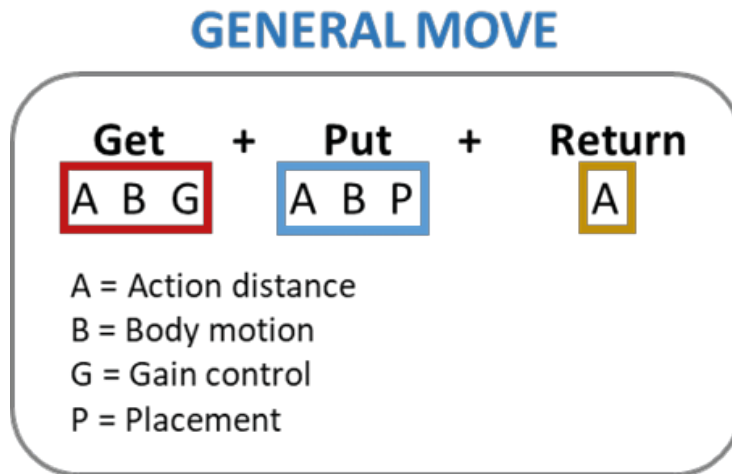 GENERAL MOVE
Get + Put + Return
A B G A B P A
A = Action distance
B = Body motion
G = Gain control
P = Placement